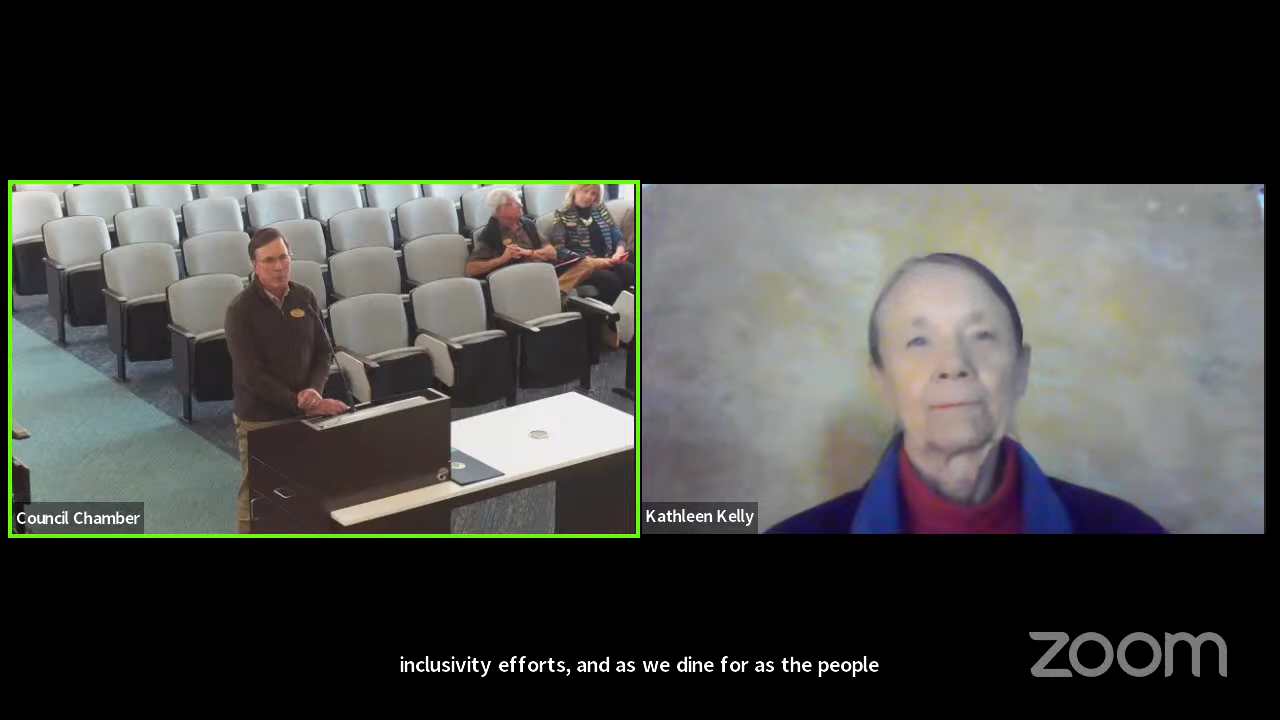 Council Chamber
Kathleen Kelly
inclusivity efforts, and as we dine for as the people
zoom